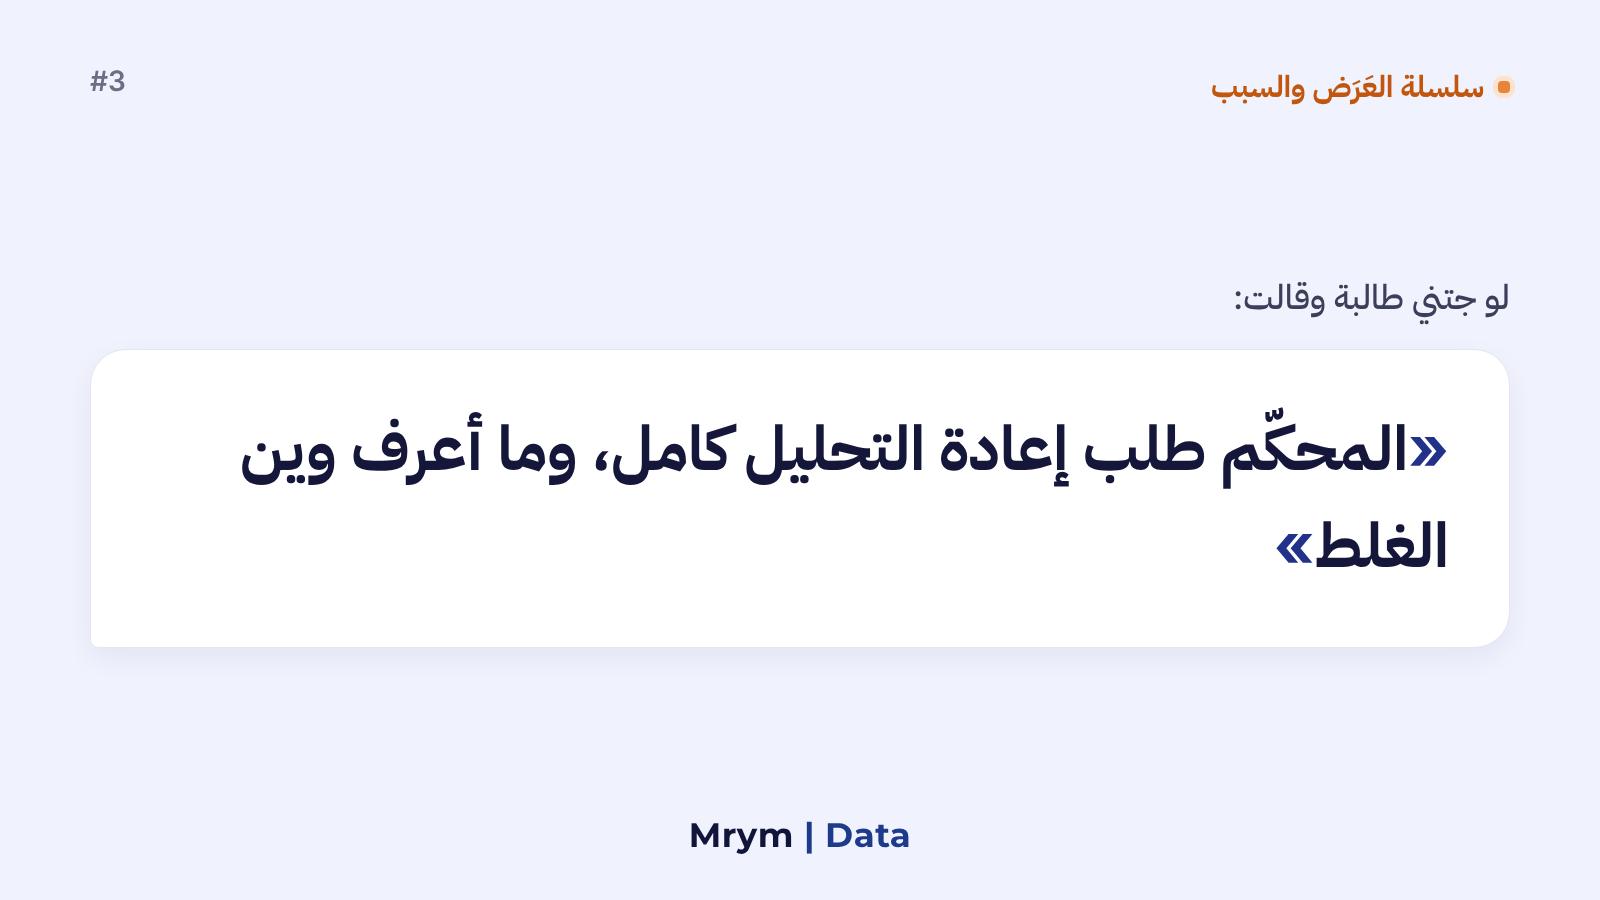 سلسلة العَرَض والسبب
#3
لو جتني طالبة وقالت:
«المحكّم طلب إعادة التحليل كامل، وما أعرف وين
الغلط»
Mrym | Data